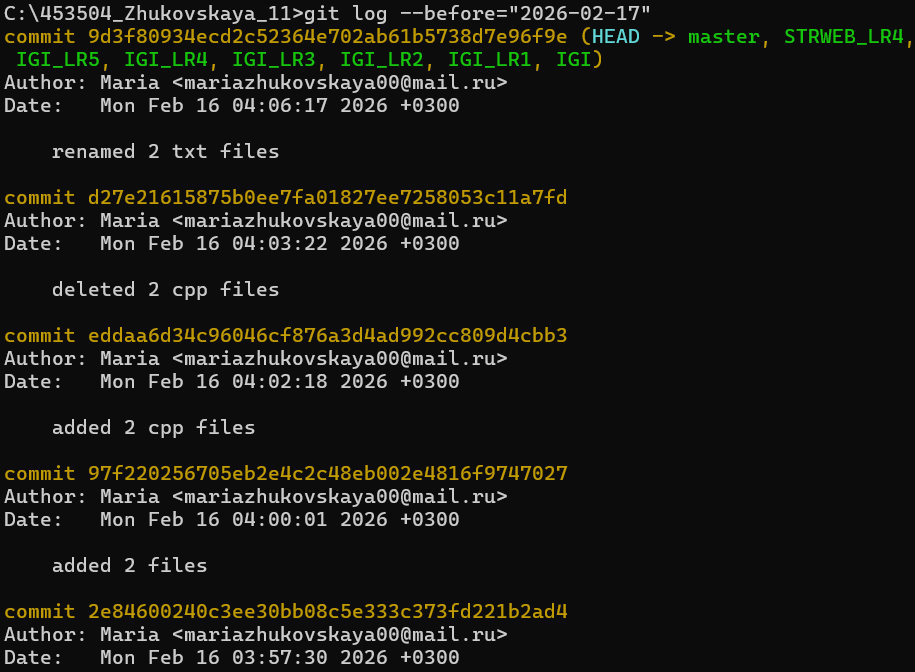 C:\453504_Zhukovskaya_11>git log --before="2026-02-17"
commit 9d3f80934ecd2c52364e702ab61b5738d7e96f9e (HEAD -> master, STRWEB_LR4,
IGI_LR5, IGI_LR4, IGI_LR3, IGI_LR2, IGI_LR1, IGI)
Author: Maria <mariazhukovskaya00@mail.ru>
Date:   Mon Feb 16 04:06:17 2026 +0300
renamed 2 txt files
commit d27e21615875b0ee7fa01827ee7258053c11a7fd
Author: Maria <mariazhukovskaya00@mail.ru>
Date:   Mon Feb 16 04:03:22 2026 +0300
deleted 2 cpp files
commit eddaa6d34c96046cf876a3d4ad992cc809d4cbb3
Author: Maria <mariazhukovskaya00@mail.ru>
Date:   Mon Feb 16 04:02:18 2026 +0300
added 2 cpp files
commit 97f220256705eb2e4c2c48eb002e4816f9747027
Author: Maria <mariazhukovskaya00@mail.ru>
Date:   Mon Feb 16 04:00:01 2026 +0300
added 2 files
commit 2e84600240c3ee30bb08c5e333c373fd221b2ad4
Author: Maria <mariazhukovskaya00@mail.ru>
Date:   Mon Feb 16 03:57:30 2026 +0300